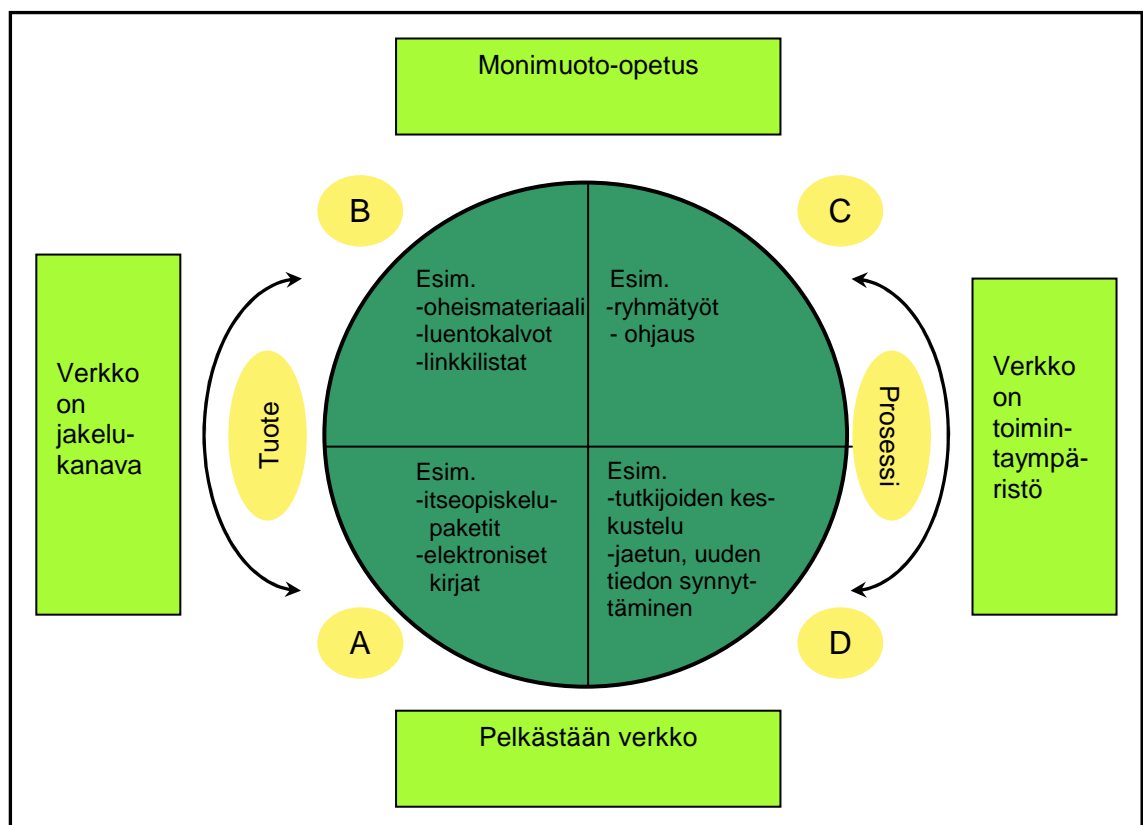 Monimuoto-opetus
B
C
Esim.
-oheismateriaali
-luentokalvot
-linkkilistat
Esim.
-ryhmätyöt
- ohjaus
Verkko
on
jakelu-
kanava
Tuote
Prosessi
Verkko
on
toimin-
taympä-
ristö
Esim.
-itseopiskelu-
paketit
-elektroniset
kirjat
Esim.
-tutkijoiden kes-
kustelu
-jaetun, uuden
tiedon synnyt-
täminen
A
D
Pelkästään verkko